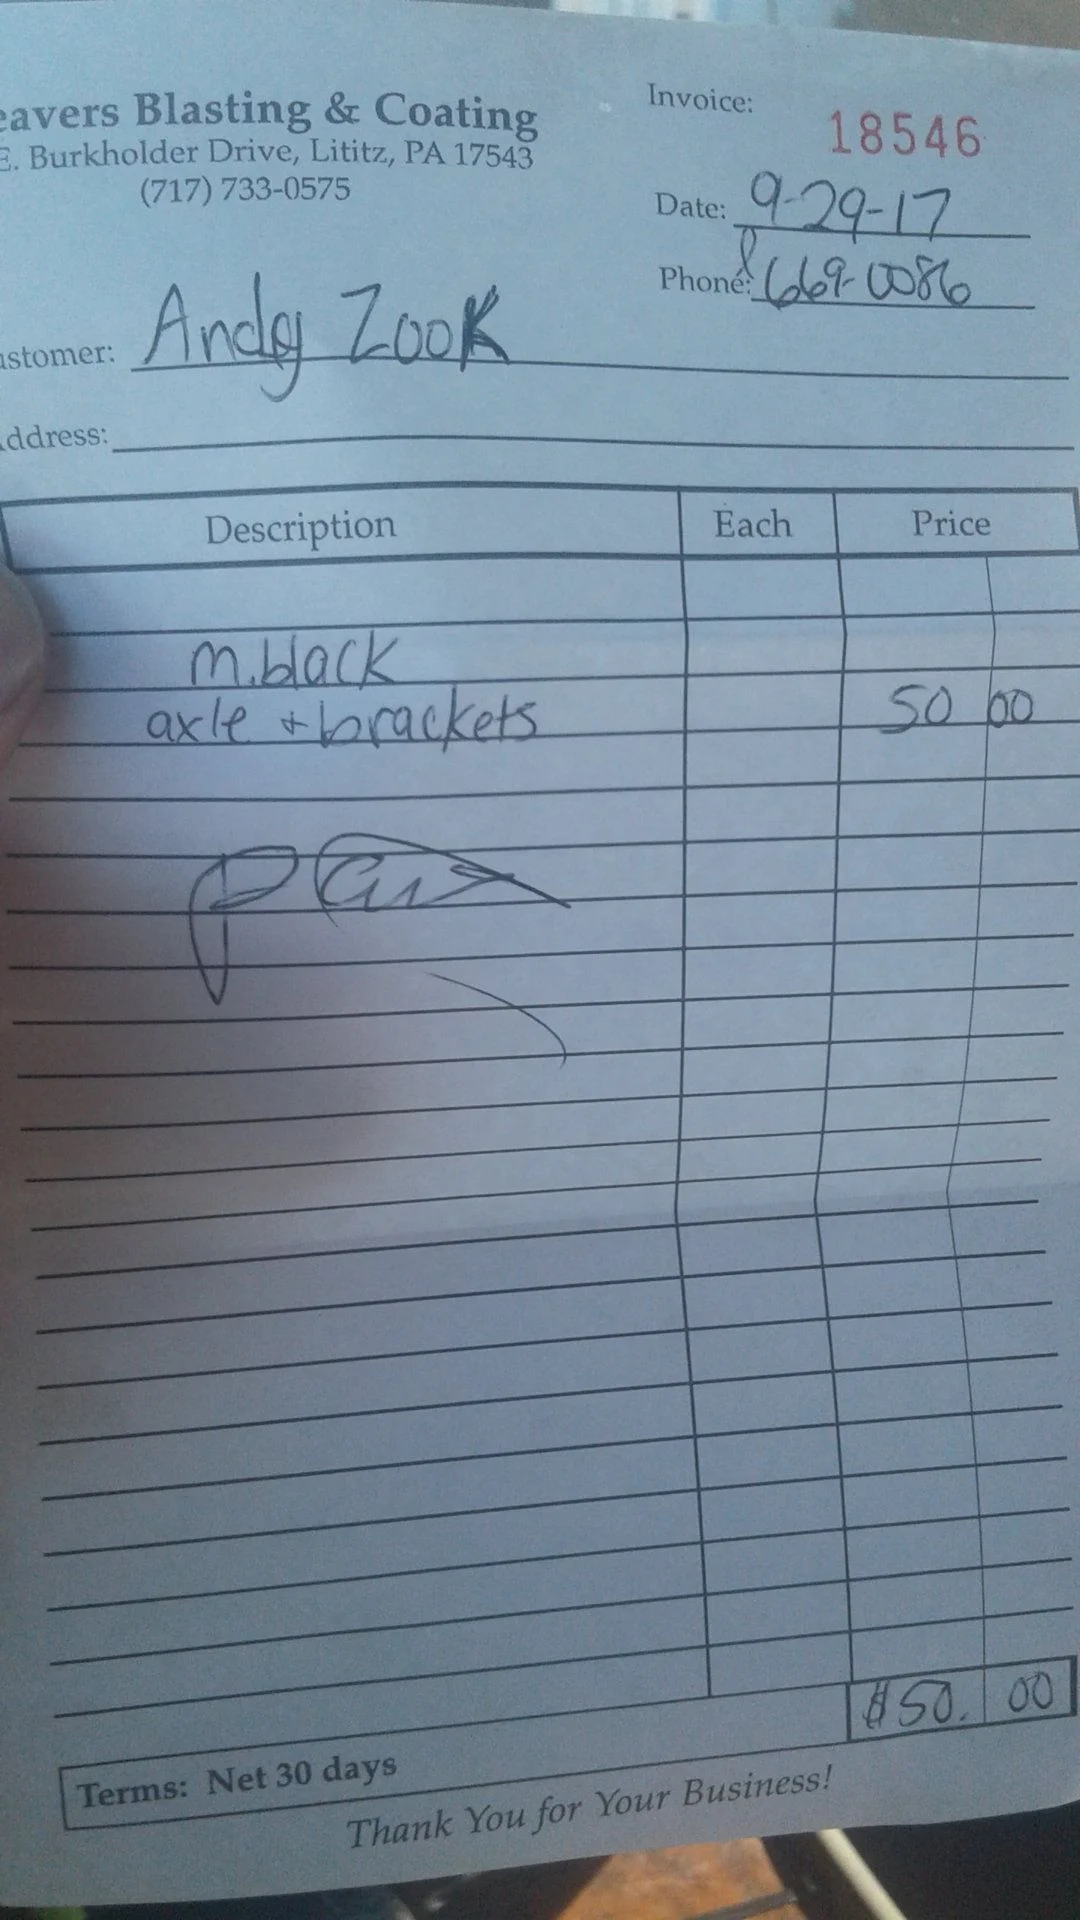 eavers Blasting & Coating
E. Burkholder Drive, Lititz, PA 17543
(717) 733-0575
Invoice: 18546
Date: 9-29-17
Phone: 669-0086
ustomer: Andy Zook
ddress:
Description Each Price
m.black
axle + brackets 50 00
$50. 00
Terms: Net 30 days
Thank You for Your Business!